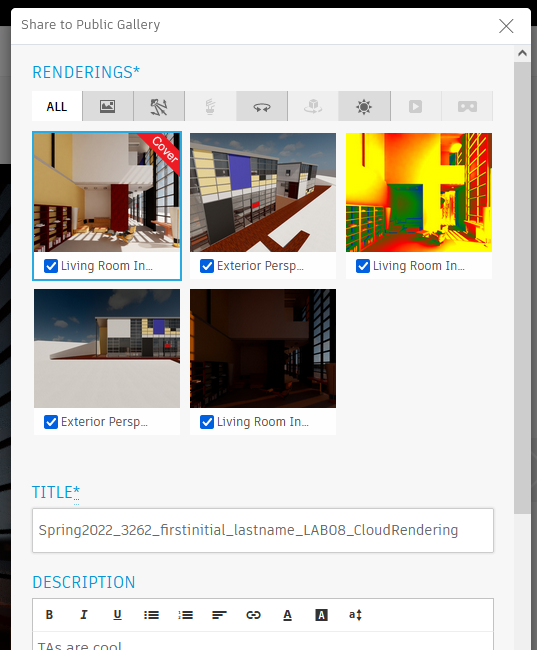 Share to Public Gallery
RENDERINGS*
ALL
Cover
Living Room In...
Exterior Persp...
Living Room In...
Exterior Persp...
Living Room In...
TITLE*
Spring2022_3262_firstinitial_lastname_LAB08_CloudRendering
DESCRIPTION
B I U A A a
TAs are cool